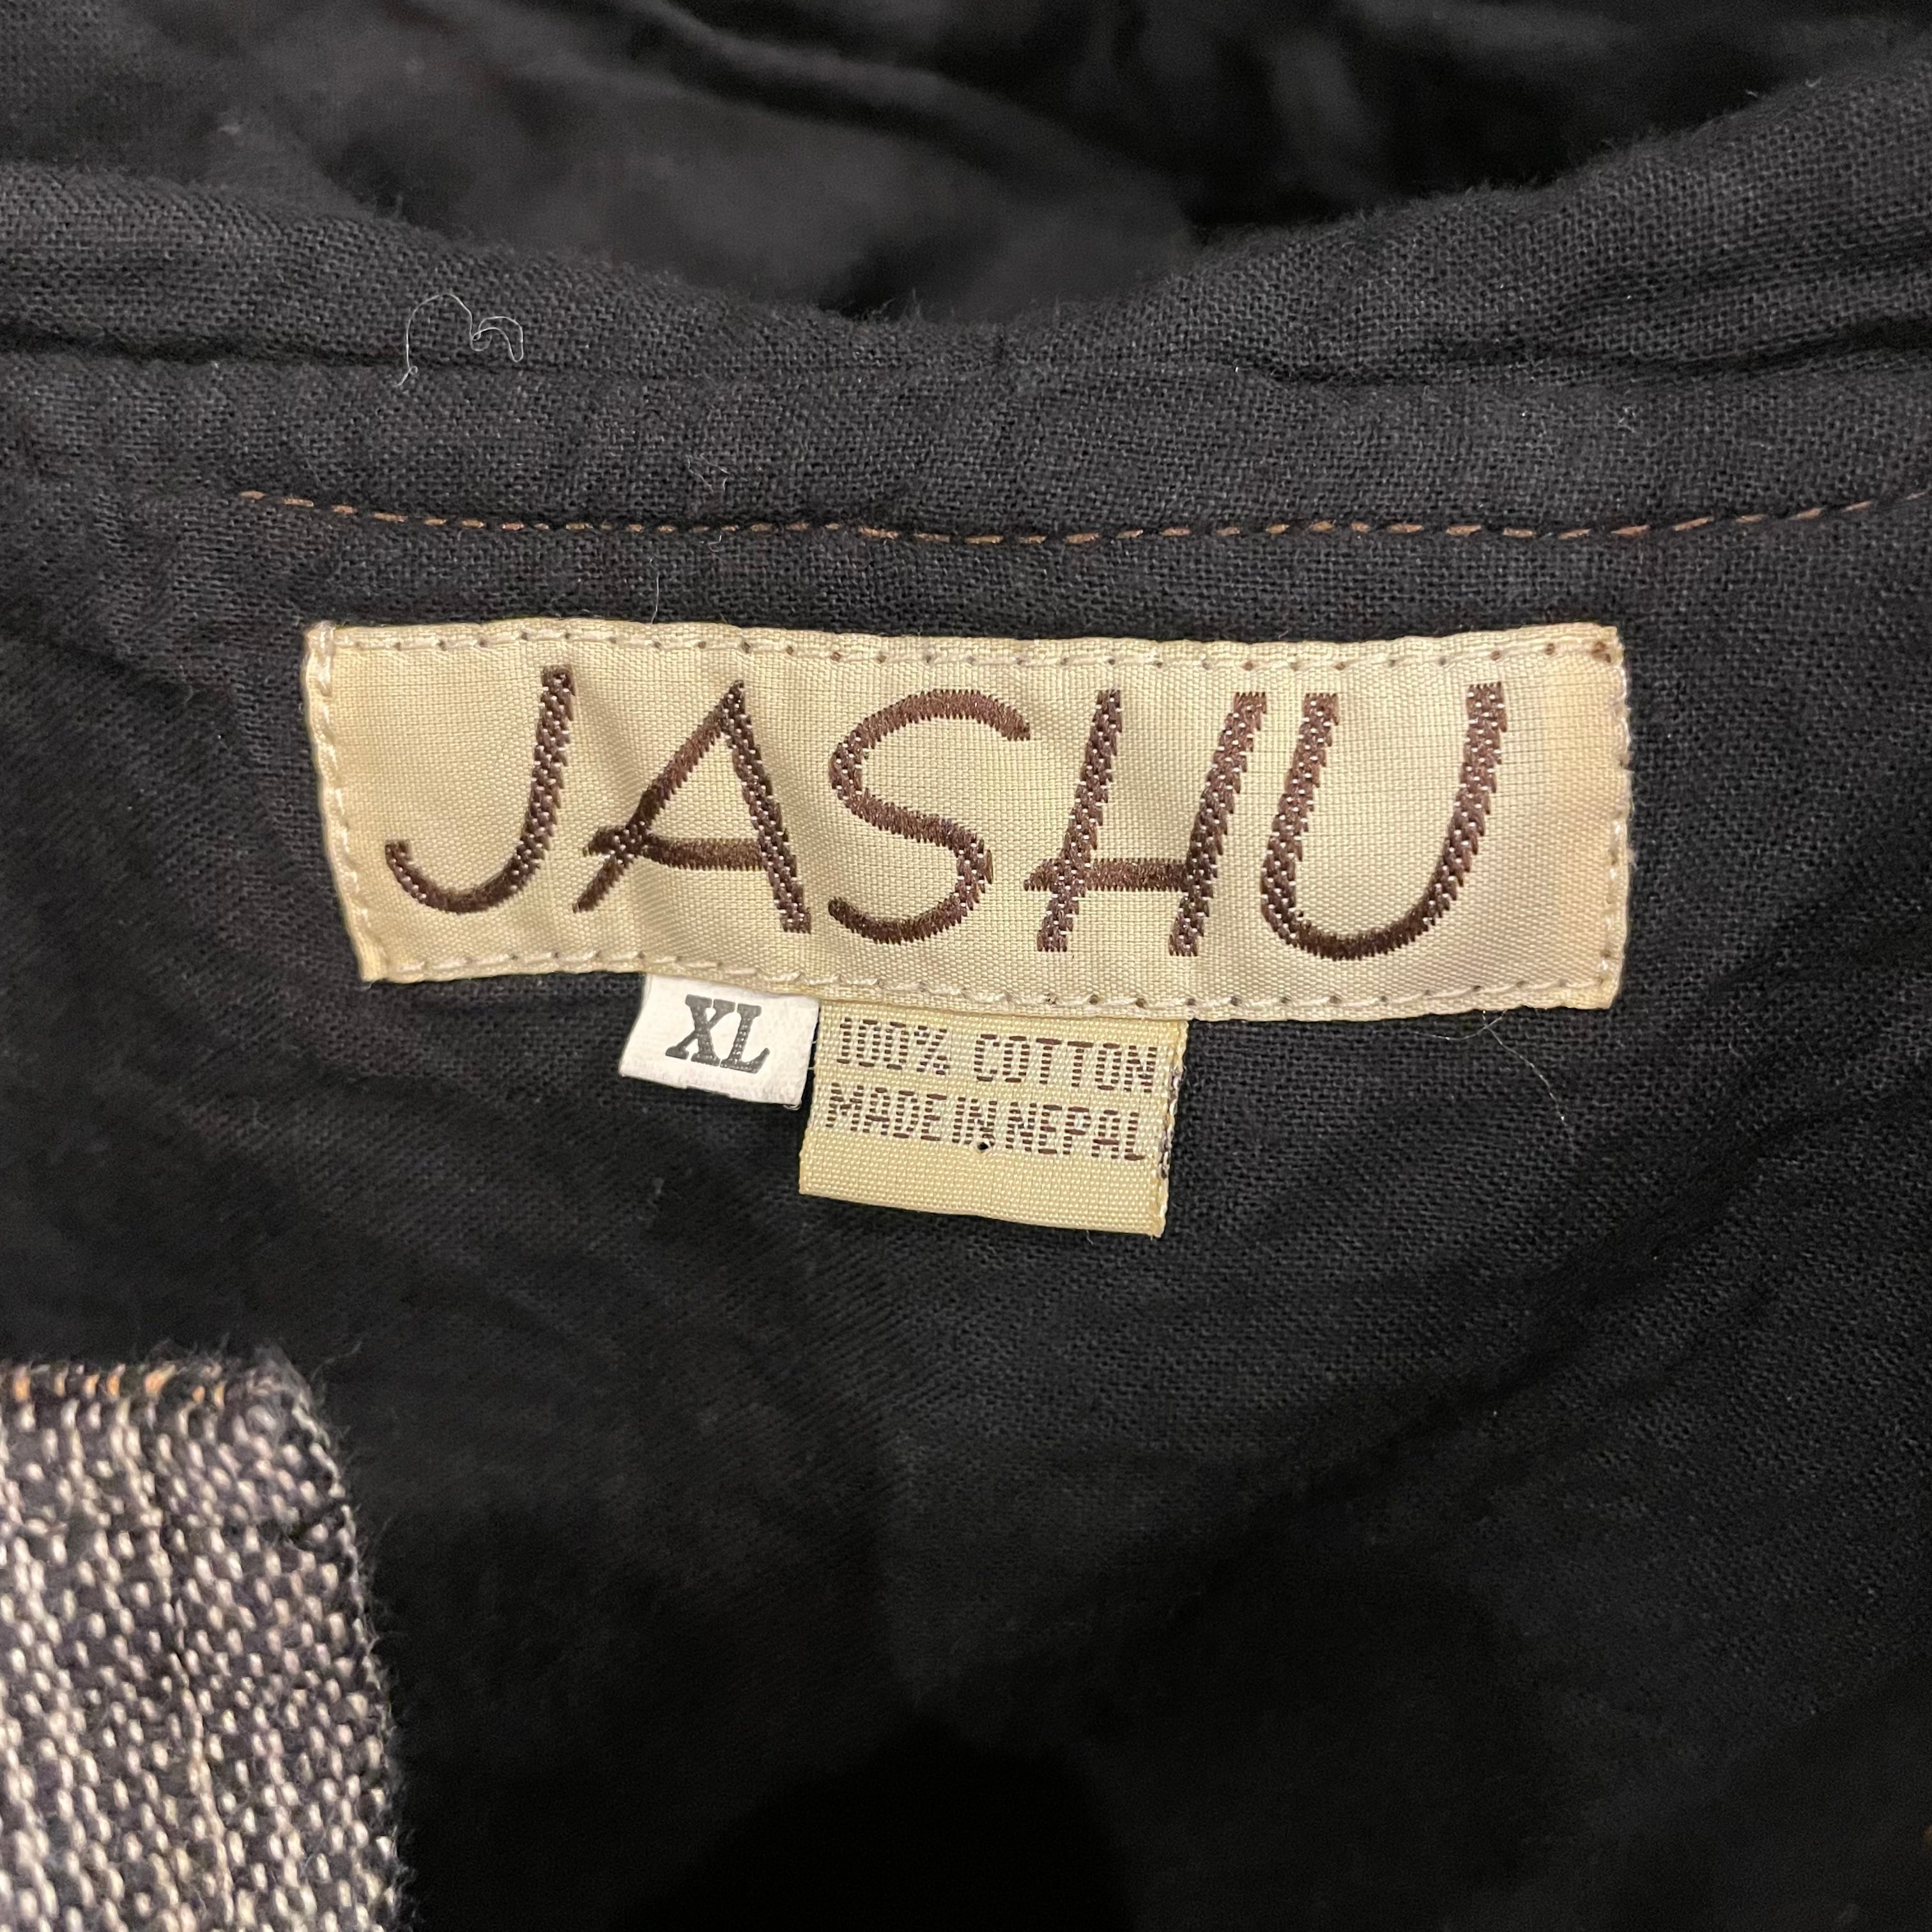 JASHU
XL
100% COTTON
MADE IN NEPAL